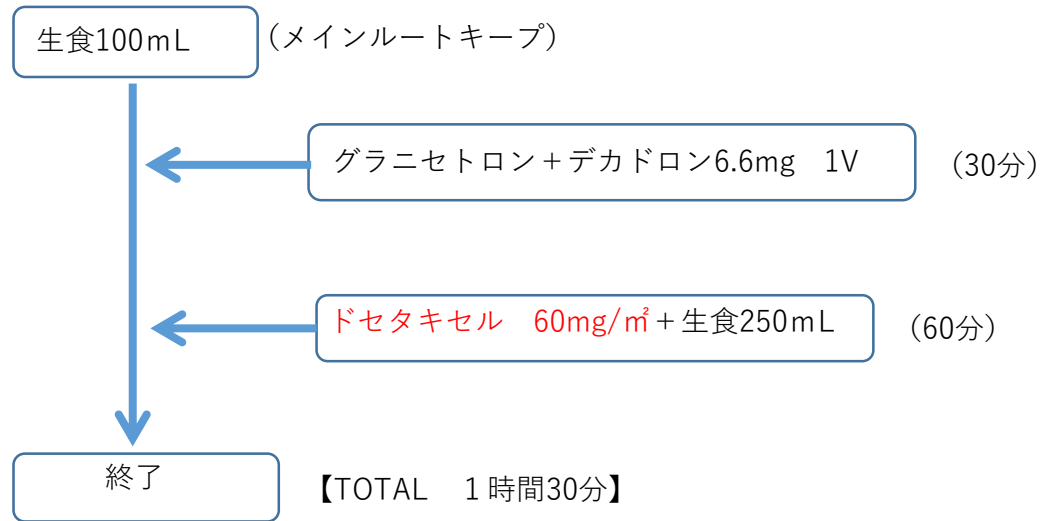 生食100mL (メインルートキープ)
グラニセトロン+デカドロン6.6mg 1V (30分)
ドセタキセル 60mg/㎡+生食250mL (60分)
終了 【TOTAL 1時間30分】